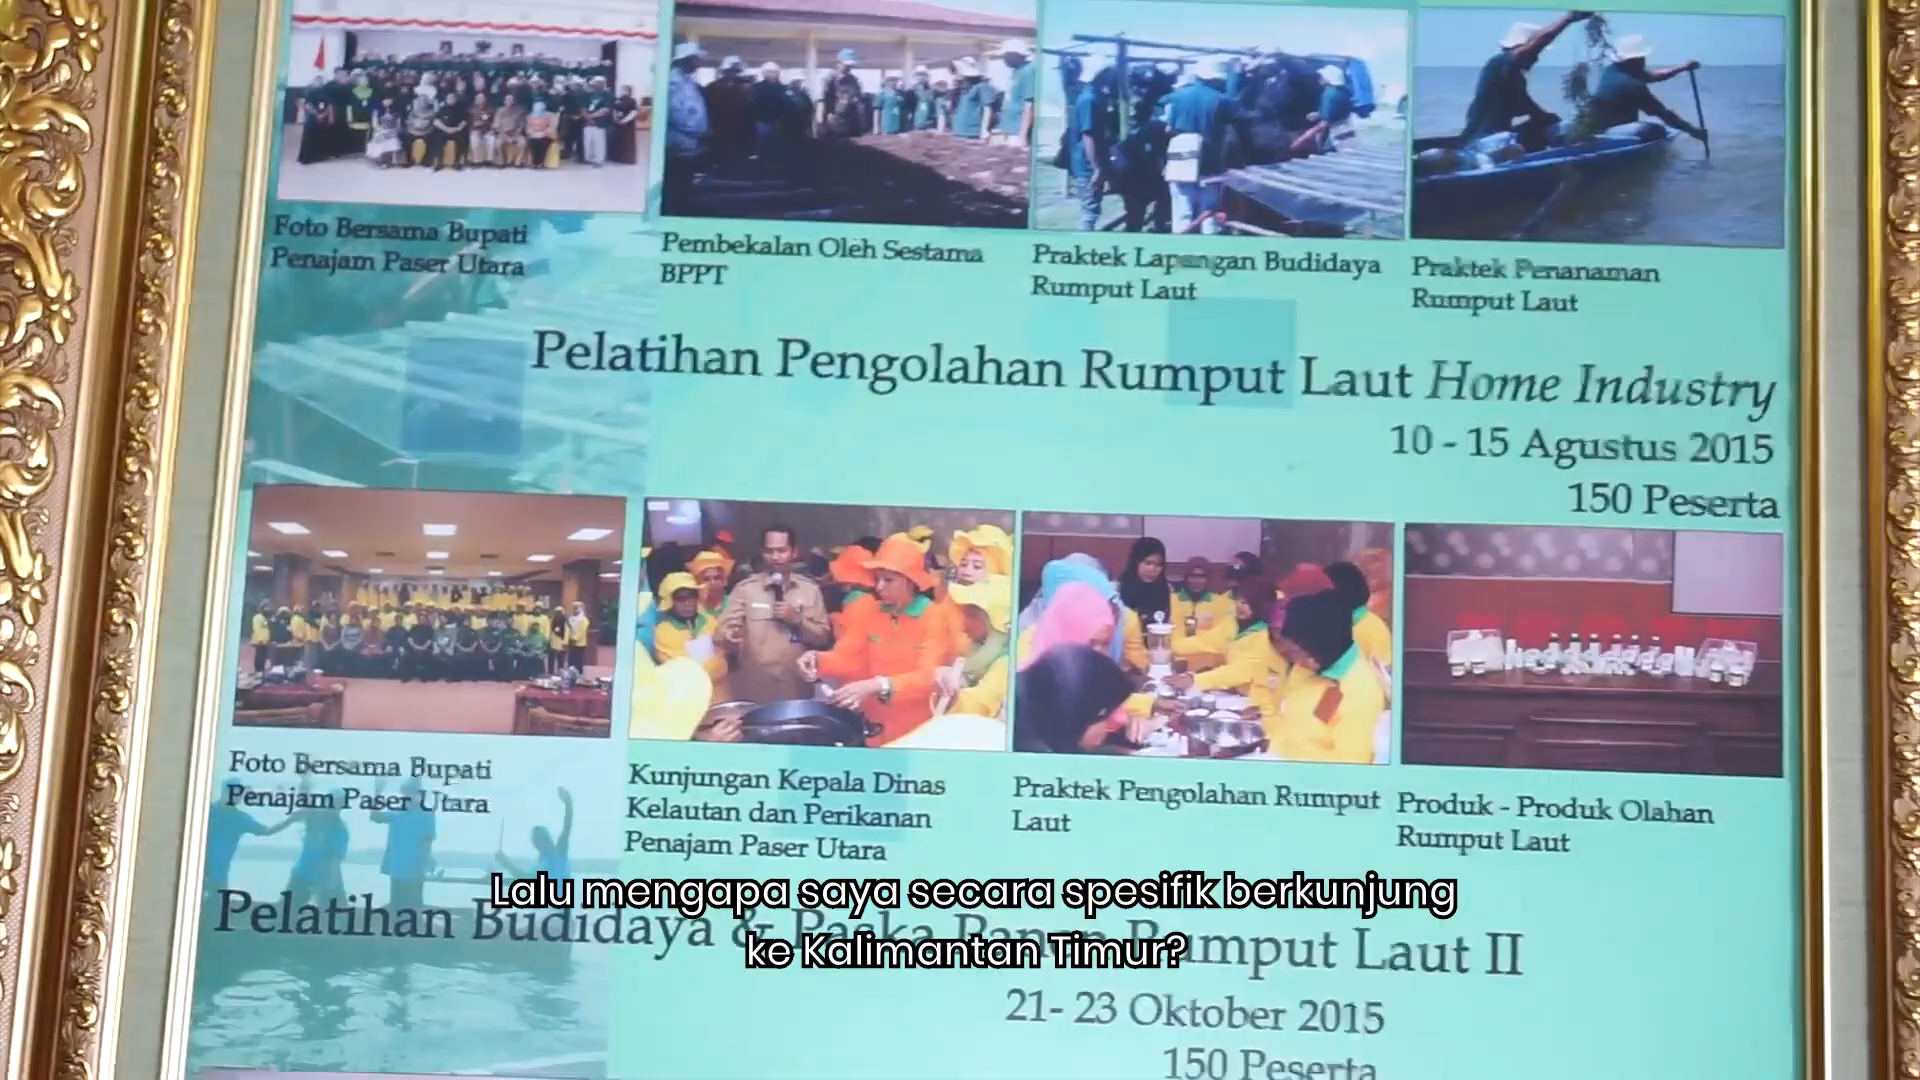 Foto Bersama Bupati
Penajam Paser Utara
Pembekalan Oleh Sestama
BPPT
Praktek Lapangan Budidaya
Rumput Laut
Praktek Penanaman
Rumput Laut
Pelatihan Pengolahan Rumput Laut Home Industry
10 - 15 Agustus 2015
150 Peserta
Foto Bersama Bupati
Penajam Paser Utara
Kunjungan Kepala Dinas
Kelautan dan Perikanan
Penajam Paser Utara
Praktek Pengolahan Rumput
Laut
Produk - Produk Olahan
Rumput Laut
Pelatihan Budidaya & Paska Panen Rumput Laut II
21- 23 Oktober 2015
150 Peserta
Lalu mengapa saya secara spesifik berkunjung
ke Kalimantan Timur?